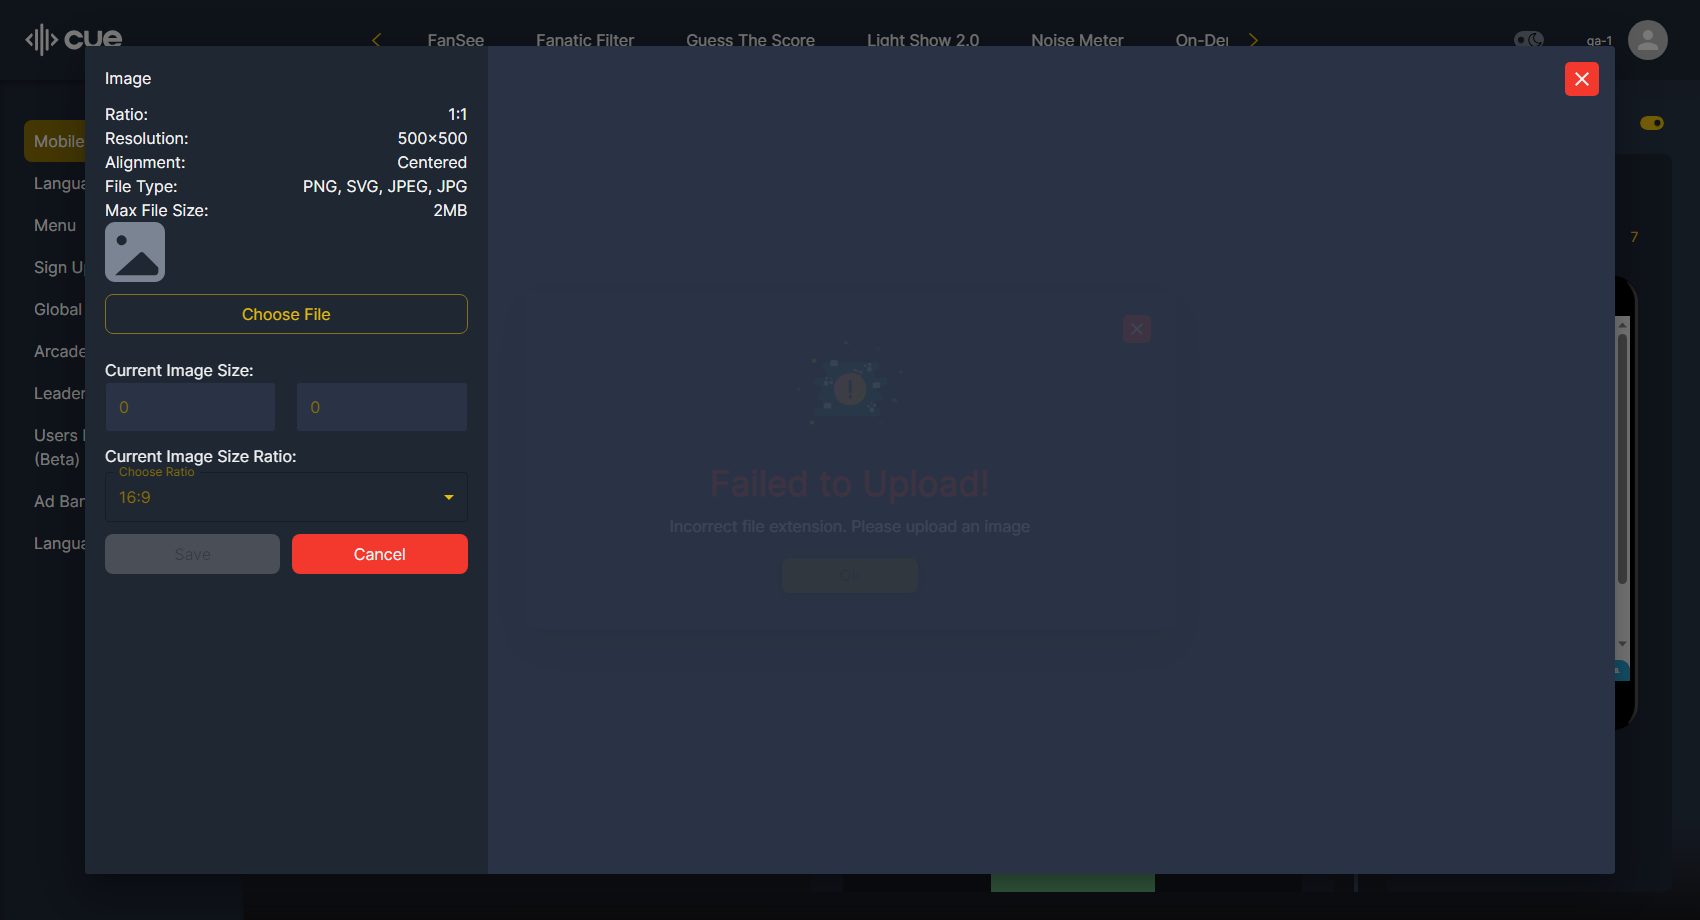 cue
FanSee
Fanatic Filter
Guess The Score
Light Show 2.0
Noise Meter
On-De
qa-1
Mobile
Langua
Menu
Sign U
Global
Arcade
Leader
Users
(Beta)
Ad Ban
Langua
7
Image
Ratio: 1:1
Resolution: 500×500
Alignment: Centered
File Type: PNG, SVG, JPEG, JPG
Max File Size: 2MB
Choose File
Current Image Size:
0 0
Current Image Size Ratio:
Choose Ratio
16:9
Save Cancel
Failed to Upload!
Incorrect file extension. Please upload an image
Ok